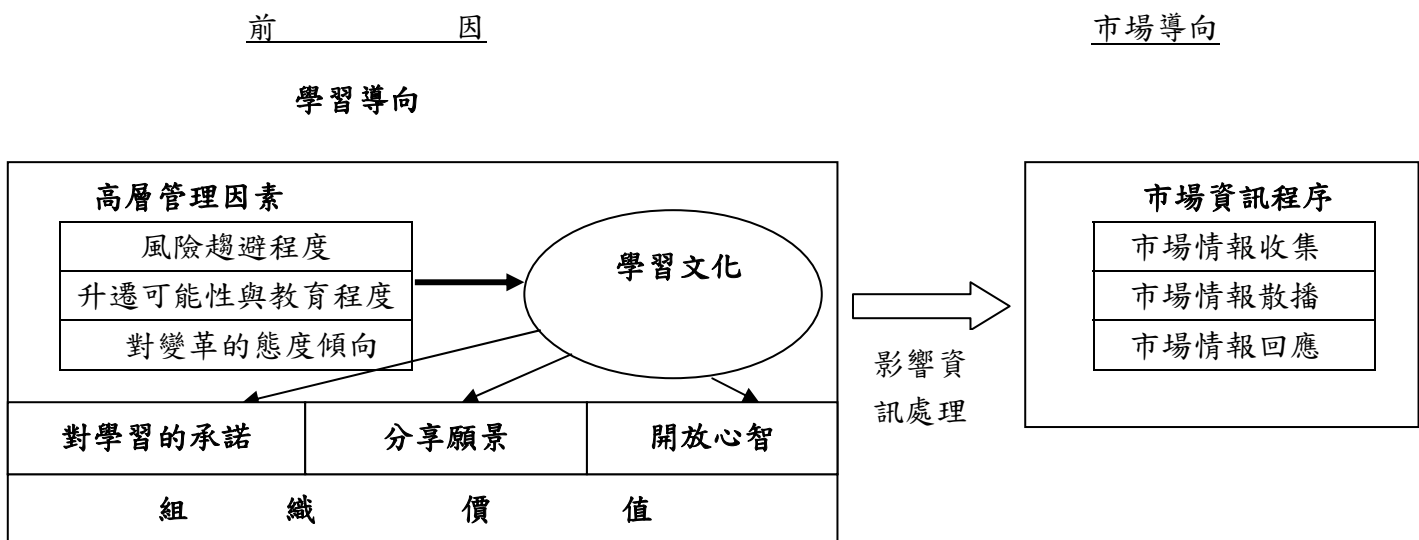 前 因
市場導向
學習導向
高層管理因素
風險趨避程度
升遷可能性與教育程度
對變革的態度傾向
學習文化
對學習的承諾
分享願景
開放心智
組 織 價 值
影響資
訊處理
市場資訊程序
市場情報收集
市場情報散播
市場情報回應